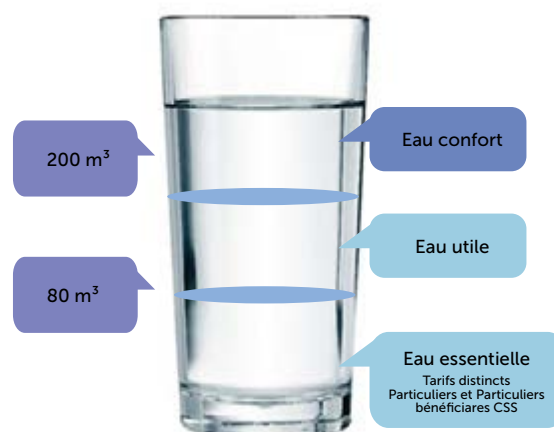 200 m³
Eau confort
Eau utile
80 m³
Eau essentielle
Tarifs distincts
Particuliers et Particuliers
bénéficiares CSS